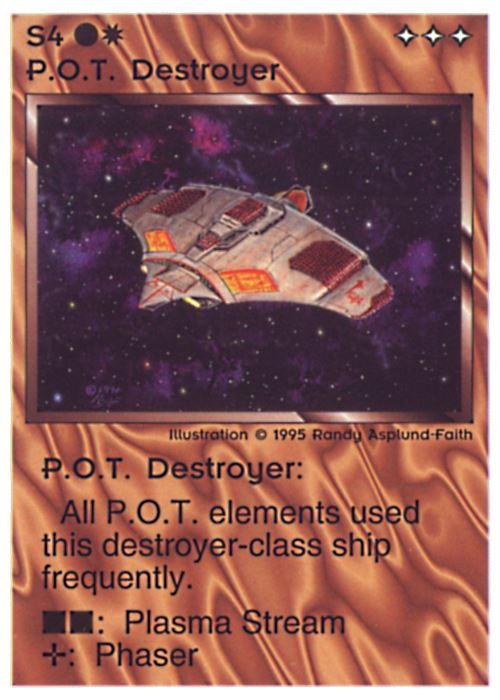 S4
P.O.T. Destroyer
Illustration © 1995 Randy Asplund-Faith
P.O.T. Destroyer:
All P.O.T. elements used
this destroyer-class ship
frequently.
: Plasma Stream
: Phaser